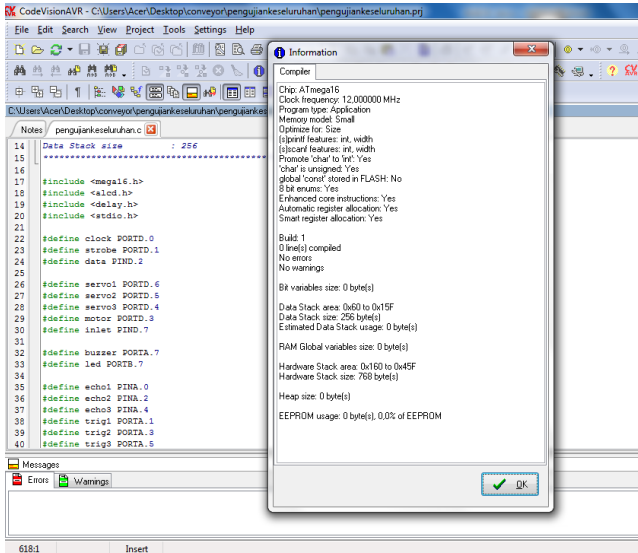 CodeVisionAVR - C:\Users\Acer\Desktop\conveyor\pengujiankeseluruhan\pengujiankeseluruhan.prj
File Edit Search View Project Tools Settings Help
C:\Users\Acer\Desktop\conveyor\pengujiankeseluruhan\pengujiankes
Notes pengujiankeseluruhan.c
14 Data Stack size : 256
15 *****************************************
16
17 #include <mega16.h>
18 #include <alcd.h>
19 #include <delay.h>
20 #include <stdio.h>
21
22 #define clock PORTD.0
23 #define strobe PORTD.1
24 #define data PIND.2
25
26 #define servo1 PORTD.6
27 #define servo2 PORTD.5
28 #define servo3 PORTD.4
29 #define motor PORTD.3
30 #define inlet PIND.7
31
32 #define buzzer PORTA.7
33 #define led PORTB.7
34
35 #define echo1 PINA.0
36 #define echo2 PINA.2
37 #define echo3 PINA.4
38 #define trig1 PORTA.1
39 #define trig2 PORTA.3
40 #define trig3 PORTA.5
Messages
Errors Warnings
618:1 Insert
Information
Compiler
Chip: ATmega16
Clock frequency: 12,000000 MHz
Program type: Application
Memory model: Small
Optimize for: Size
(s)printf features: int, width
(s)scanf features: int, width
Promote 'char' to 'int': Yes
'char' is unsigned: Yes
global 'const' stored in FLASH: No
8 bit enums: Yes
Enhanced core instructions: Yes
Automatic register allocation: Yes
Smart register allocation: Yes
Build: 1
0 line(s) compiled
No errors
No warnings
Bit variables size: 0 byte(s)
Data Stack area: 0x60 to 0x15F
Data Stack size: 256 byte(s)
Estimated Data Stack usage: 0 byte(s)
RAM Global variables size: 0 byte(s)
Hardware Stack area: 0x160 to 0x45F
Hardware Stack size: 768 byte(s)
Heap size: 0 byte(s)
EEPROM usage: 0 byte(s), 0,0% of EEPROM
OK